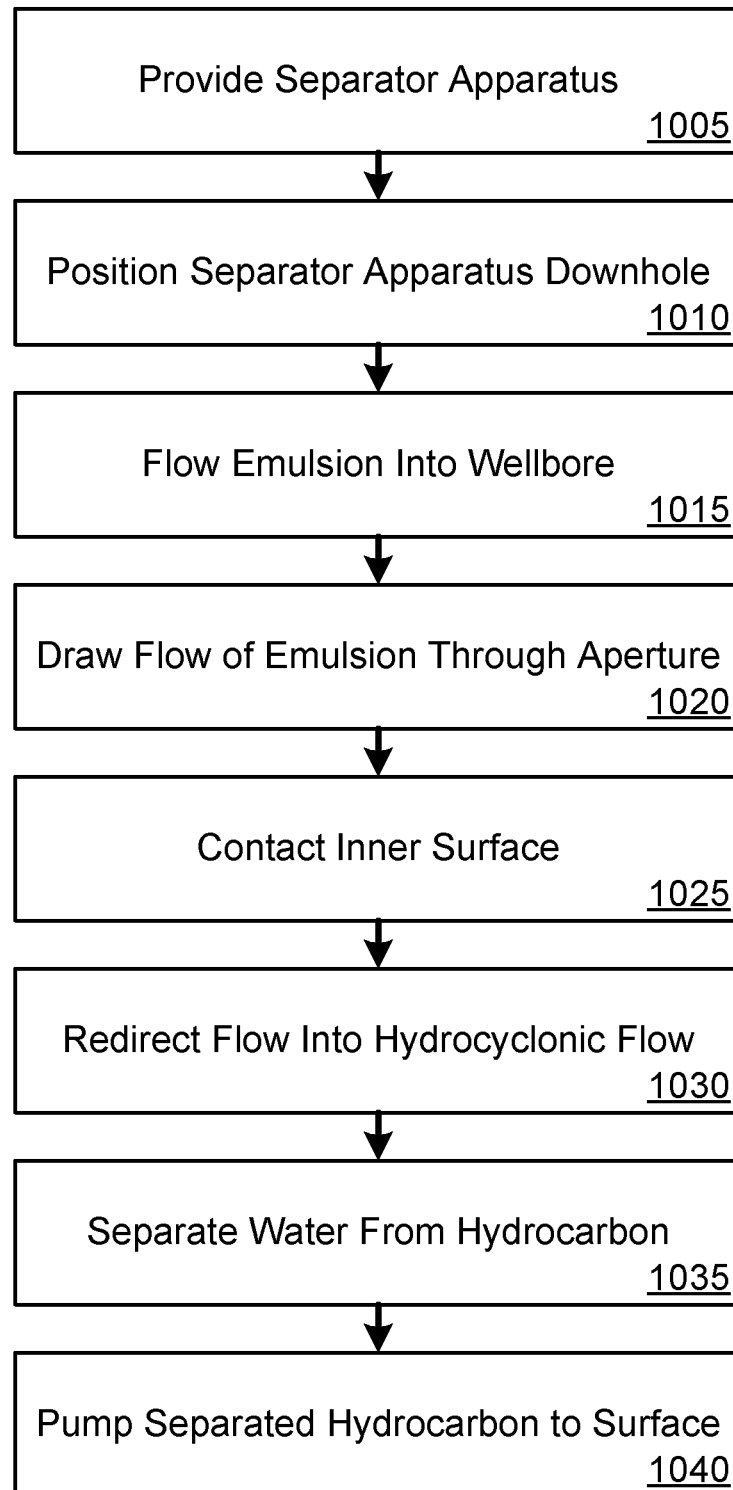 Provide Separator Apparatus
1005
Position Separator Apparatus Downhole
1010
Flow Emulsion Into Wellbore
1015
Draw Flow of Emulsion Through Aperture
1020
Contact Inner Surface
1025
Redirect Flow Into Hydrocyclonic Flow
1030
Separate Water From Hydrocarbon
1035
Pump Separated Hydrocarbon to Surface
1040